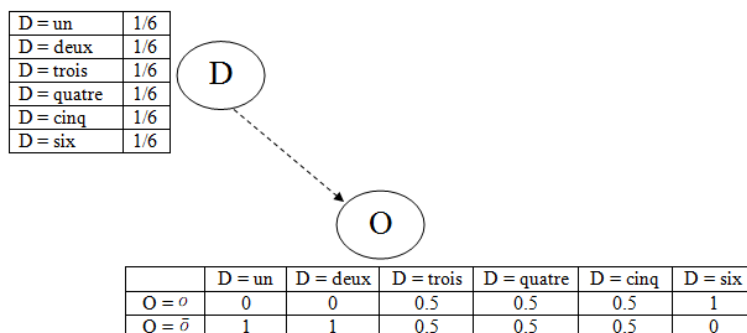 D = un 1/6
D = deux 1/6
D = trois 1/6
D = quatre 1/6
D = cinq 1/6
D = six 1/6
D
O
D = un D = deux D = trois D = quatre D = cinq D = six
O = o 0 0 0.5 0.5 0.5 1
O = ō 1 1 0.5 0.5 0.5 0